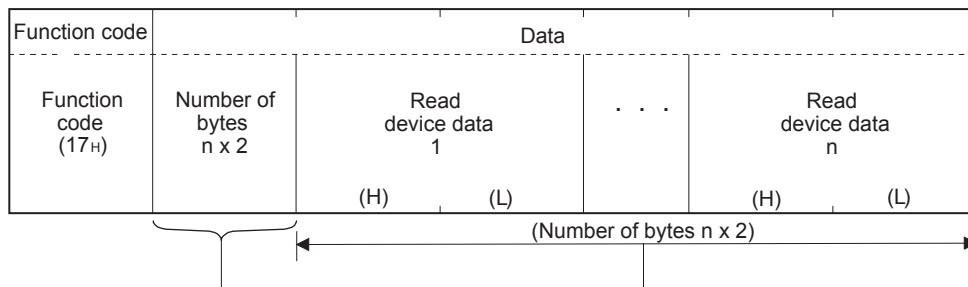 Function code
Data
Function
code
(17H)
Number of
bytes
n x 2
Read
device data
1
(H) (L)
. . .
Read
device data
n
(H) (L)
(Number of bytes n x 2)